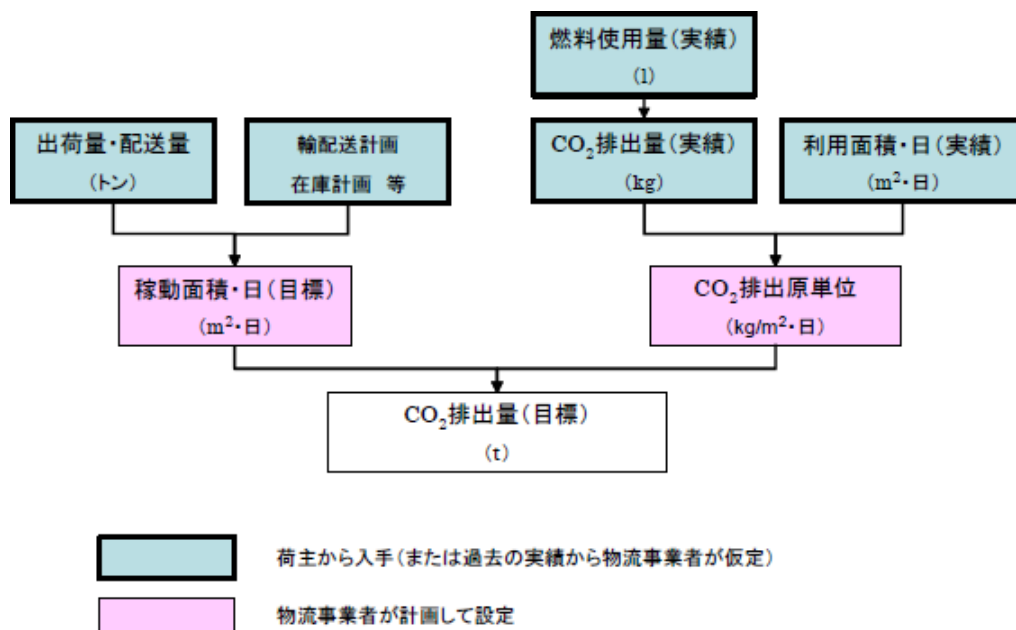 燃料使用量(実績)
(l)
出荷量・配送量
(トン)
輸配送計画
在庫計画 等
CO₂排出量(実績)
(kg)
利用面積・日(実績)
(m²・日)
稼動面積・日(目標)
(m²・日)
CO₂排出原単位
(kg/m²・日)
CO₂排出量(目標)
(t)
荷主から入手(または過去の実績から物流事業者が仮定)
物流事業者が計画して設定